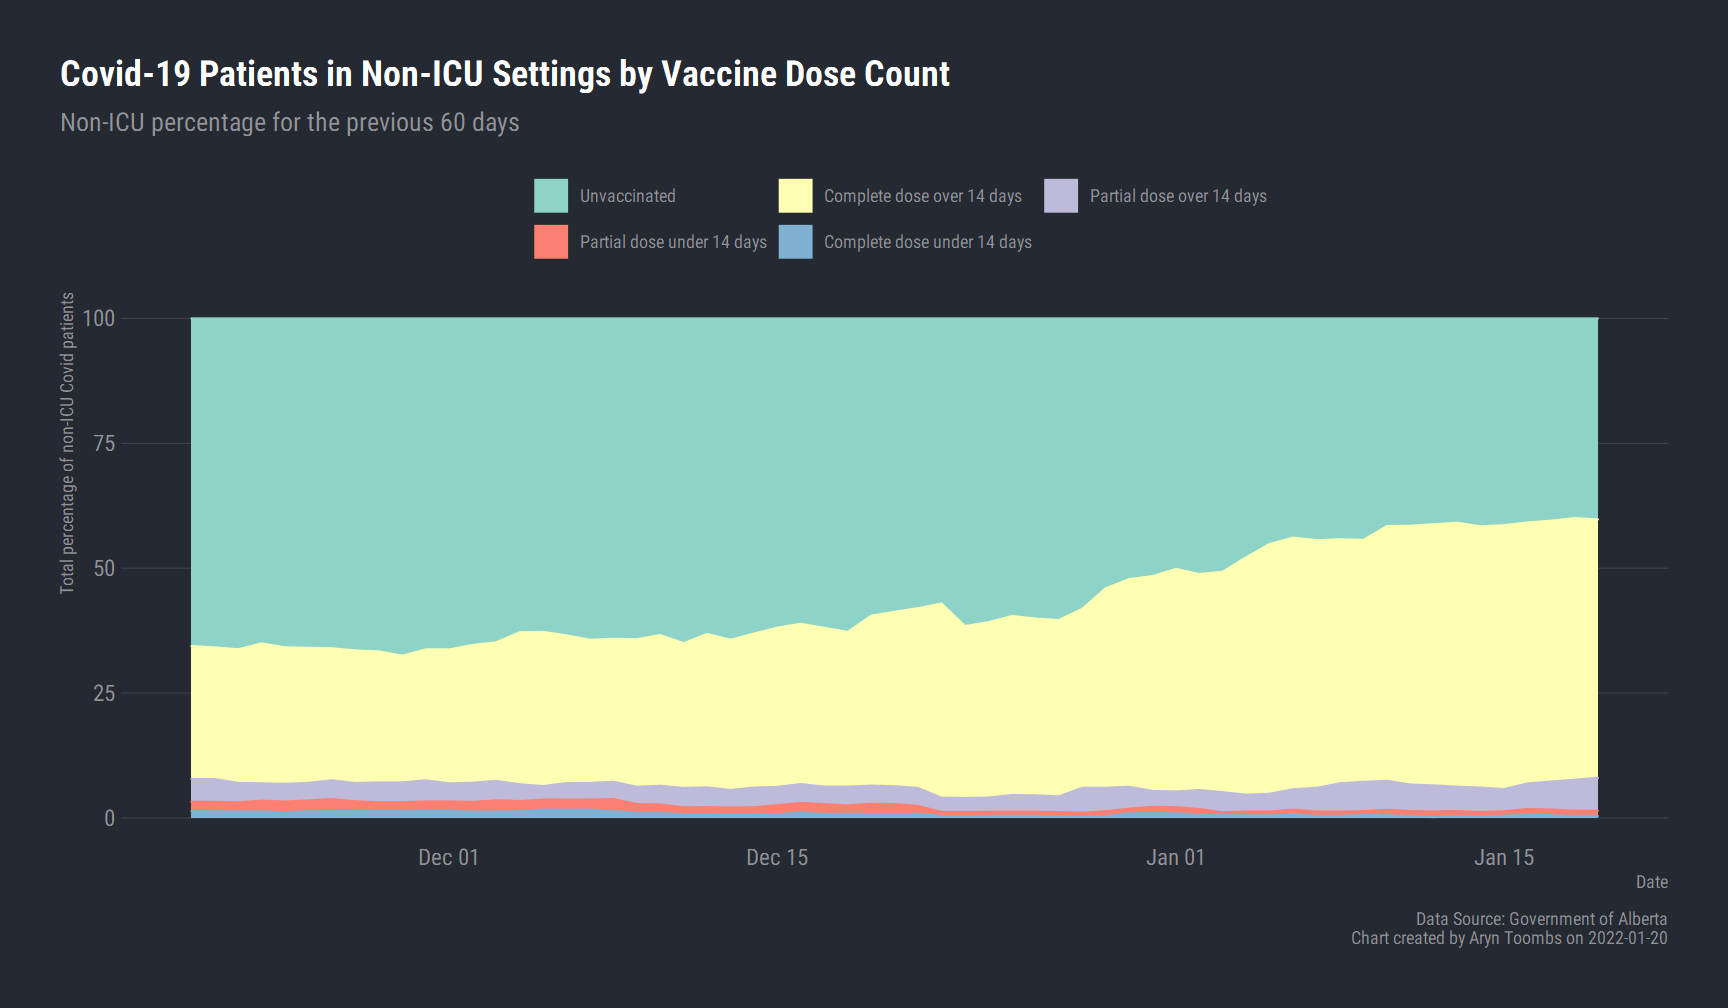 Covid-19 Patients in Non-ICU Settings by Vaccine Dose Count
Non-ICU percentage for the previous 60 days
Unvaccinated
Complete dose over 14 days
Partial dose over 14 days
Partial dose under 14 days
Complete dose under 14 days
Total percentage of non-ICU Covid patients
100
75
50
25
0
Dec 01
Dec 15
Jan 01
Jan 15
Date
Data Source: Government of Alberta
Chart created by Aryn Toombs on 2022-01-20